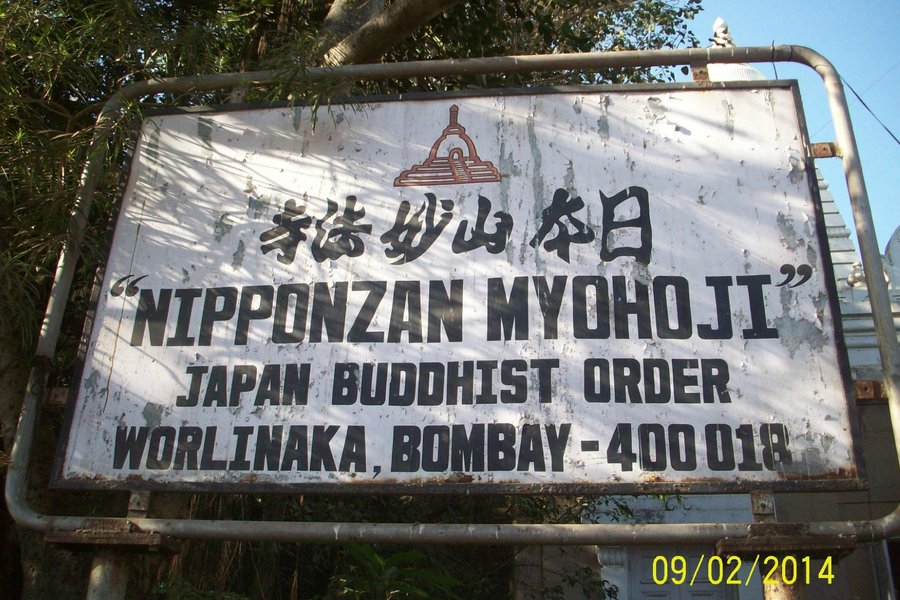 日本山妙法寺
“NIPPONZAN MYOHOJI”
JAPAN BUDDHIST ORDER
WORLINAKA, BOMBAY-400 018
09/02/2014